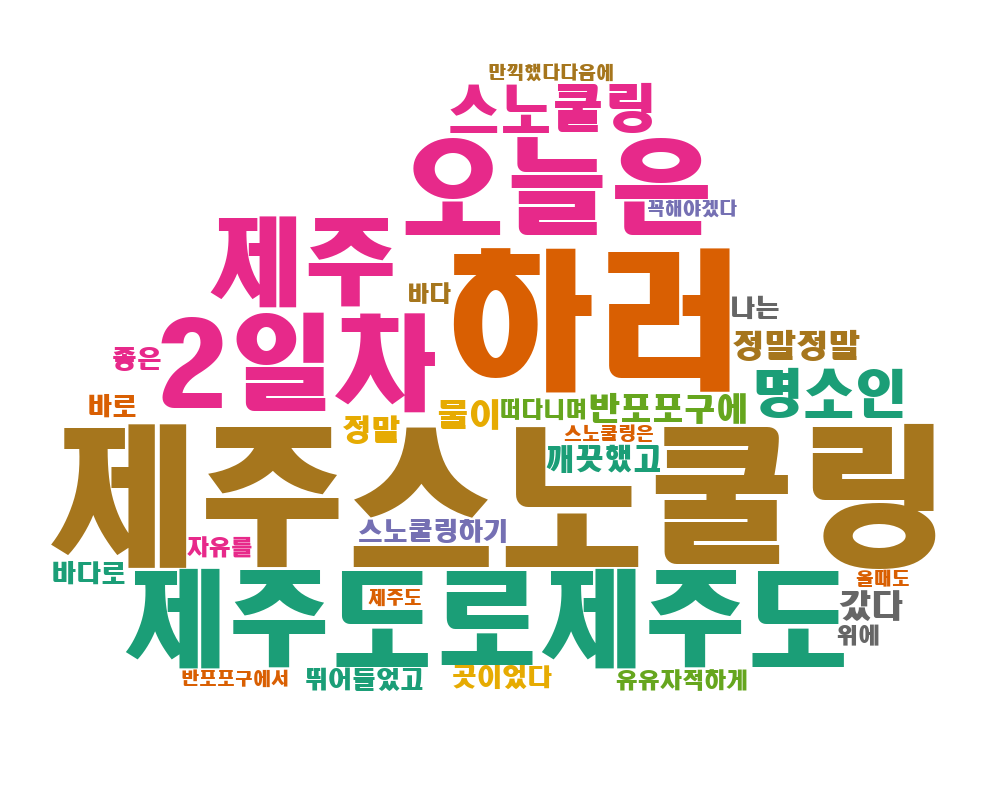 만끽했다다음에
스노쿨링
오늘은
꼭해야겠다
제주
하러
바다
나는
2일차
정말정말
좋은
명소인
바로
정말
물이
떠다니며
반포포구에
스노쿨링은
깨끗했고
제주스노쿨링
스노쿨링하기
자유를
바다로
제주도로제주도
올때도
제주도
갔다
위에
반포포구에서
뛰어들었고
곳이었다
유유자적하게